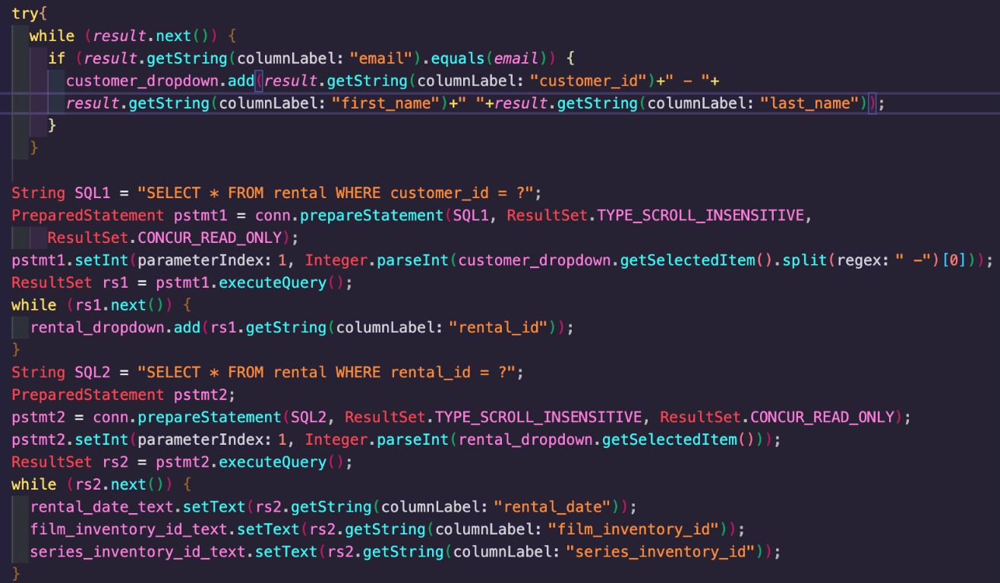 try{
while (result.next()) {
if (result.getString(columnLabel: "email").equals(email)) {
customer_dropdown.add(result.getString(columnLabel: "customer_id")+" - "+
result.getString(columnLabel: "first_name")+" "+result.getString(columnLabel: "last_name"));
}
}
String SQL1 = "SELECT * FROM rental WHERE customer_id = ?";
PreparedStatement pstmt1 = conn.prepareStatement(SQL1, ResultSet.TYPE_SCROLL_INSENSITIVE,
ResultSet.CONCUR_READ_ONLY);
pstmt1.setInt(parameterIndex: 1, Integer.parseInt(customer_dropdown.getSelectedItem().split(regex: " -")[0]));
ResultSet rs1 = pstmt1.executeQuery();
while (rs1.next()) {
rental_dropdown.add(rs1.getString(columnLabel: "rental_id"));
}
String SQL2 = "SELECT * FROM rental WHERE rental_id = ?";
PreparedStatement pstmt2;
pstmt2 = conn.prepareStatement(SQL2, ResultSet.TYPE_SCROLL_INSENSITIVE, ResultSet.CONCUR_READ_ONLY);
pstmt2.setInt(parameterIndex: 1, Integer.parseInt(rental_dropdown.getSelectedItem()));
ResultSet rs2 = pstmt2.executeQuery();
while (rs2.next()) {
rental_date_text.setText(rs2.getString(columnLabel: "rental_date"));
film_inventory_id_text.setText(rs2.getString(columnLabel: "film_inventory_id"));
series_inventory_id_text.setText(rs2.getString(columnLabel: "series_inventory_id"));
}